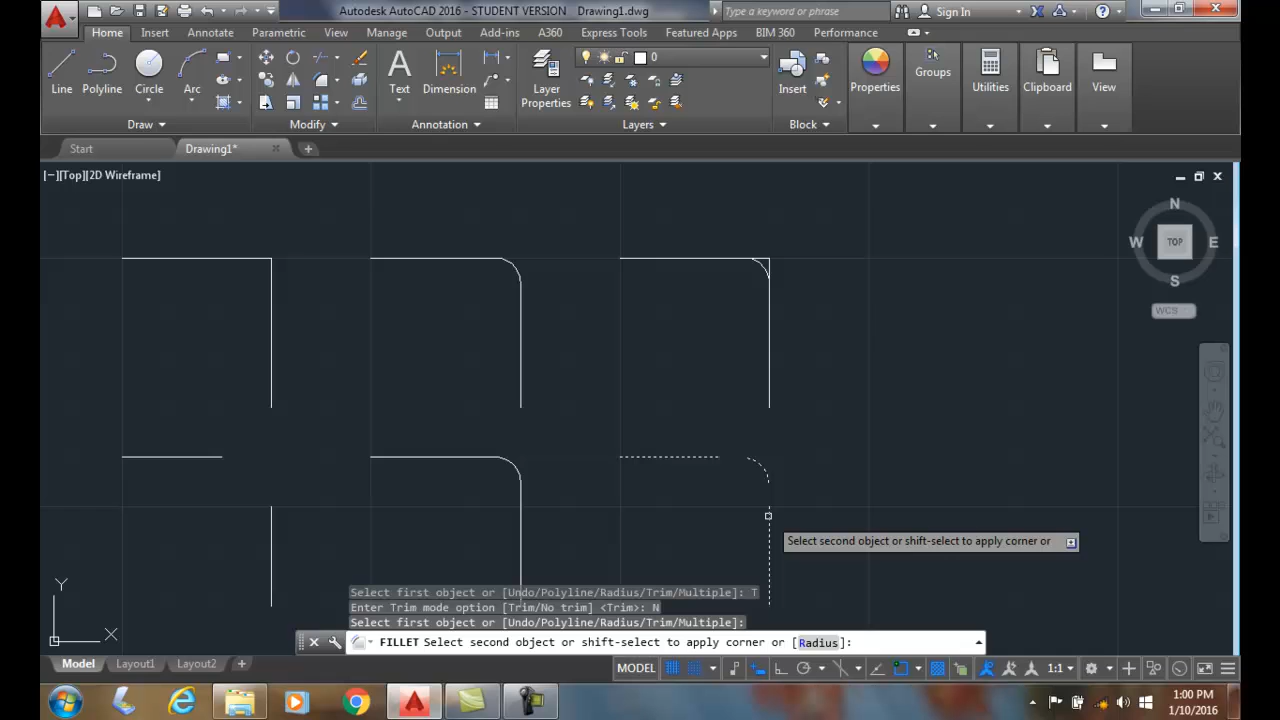 Autodesk AutoCAD 2016 - STUDENT VERSION Drawing1.dwg
Type a keyword or phrase
Sign In
Home Insert Annotate Parametric View Manage Output Add-ins A360 Express Tools Featured Apps BIM 360 Performance
0
Line Polyline Circle Arc Text Dimension Layer Properties Insert Properties Groups Utilities Clipboard View
Draw Modify Annotation Layers Block
Start Drawing1*
[−][Top][2D Wireframe]
N
W TOP E
S
WCS
Select second object or shift-select to apply corner or
Y
X
Select first object or [Undo/Polyline/Radius/Trim/Multiple]: T
Enter Trim mode option [Trim/No trim] <Trim>: N
Select first object or [Undo/Polyline/Radius/Trim/Multiple]:
FILLET Select second object or shift-select to apply corner or [Radius]:
Model Layout1 Layout2 +
MODEL 1:1
1:00 PM
1/10/2016